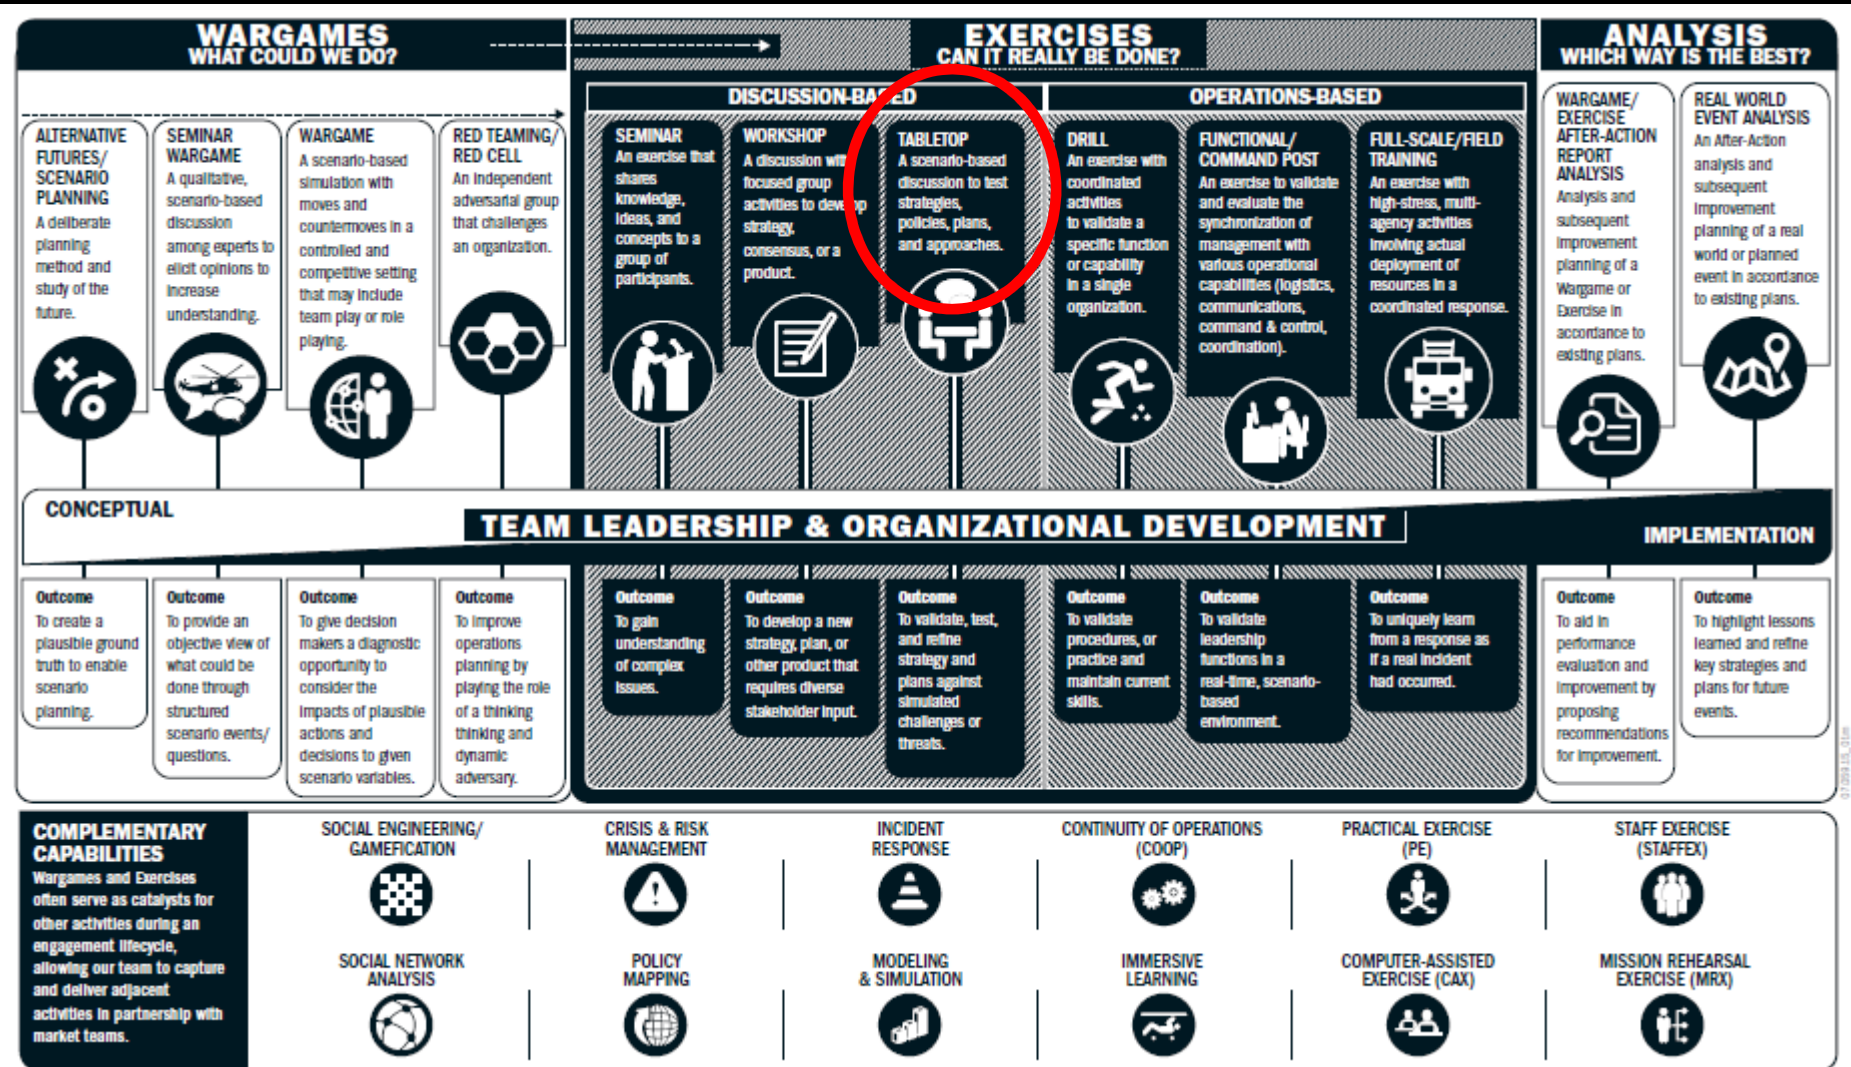 WARGAMES
WHAT COULD WE DO?
EXERCISES
CAN IT REALLY BE DONE?
ANALYSIS
WHICH WAY IS THE BEST?
DISCUSSION-BASED
OPERATIONS-BASED
ALTERNATIVE
FUTURES/
SCENARIO
PLANNING
A deliberate
planning
method and
study of the
future.
SEMINAR
WARGAME
A qualitative,
scenario-based
discussion
among experts to
elicit opinions to
increase
understanding.
WARGAME
A scenario-based
simulation with
moves and
countermoves in a
controlled and
competitive setting
that may include
team play or role
playing.
RED TEAMING/
RED CELL
An independent
adversarial group
that challenges
an organization.
SEMINAR
An exercise that
shares
knowledge,
ideas, and
concepts to a
group of
participants.
WORKSHOP
A discussion with
focused group
activities to develop
strategy,
consensus, or a
product.
TABLETOP
A scenario-based
discussion to test
strategies,
policies, plans,
and approaches.
DRILL
An exercise with
coordinated
activities
to validate a
specific function
or capability
in a single
organization.
FUNCTIONAL/
COMMAND POST
An exercise to validate
and evaluate the
synchronization of
management with
various operational
capabilities (logistics,
communications,
command & control,
coordination).
FULL-SCALE/FIELD
TRAINING
An exercise with
high-stress, multi-
agency activities
involving actual
deployment of
resources in a
coordinated response.
WARGAME/
EXERCISE
AFTER-ACTION
REPORT
ANALYSIS
Analysis and
subsequent
improvement
planning of a
Wargame or
Exercise in
accordance to
existing plans.
REAL WORLD
EVENT ANALYSIS
An After-Action
analysis and
subsequent
improvement
planning of a real
world or planned
event in accordance
to existing plans.
CONCEPTUAL
TEAM LEADERSHIP & ORGANIZATIONAL DEVELOPMENT
IMPLEMENTATION
Outcome
To create a
plausible ground
truth to enable
scenario
planning.
Outcome
To provide an
objective view of
what could be
done through
structured
scenario events/
questions.
Outcome
To give decision
makers a diagnostic
opportunity to
consider the
impacts of plausible
actions and
decisions to given
scenario variables.
Outcome
To improve
operations
planning by
playing the role
of a thinking
thinking and
dynamic
adversary.
Outcome
To gain
understanding
of complex
issues.
Outcome
To develop a new
strategy, plan, or
other product that
requires diverse
stakeholder input.
Outcome
To validate, test,
and refine
strategy and
plans against
simulated
challenges or
threats.
Outcome
To validate
procedures, or
practice and
maintain current
skills.
Outcome
To validate
leadership
functions in a
real-time, scenario-
based
environment.
Outcome
To uniquely learn
from a response as
if a real incident
had occurred.
Outcome
To aid in
performance
evaluation and
improvement by
proposing
recommendations
for improvement.
Outcome
To highlight lessons
learned and refine
key strategies and
plans for future
events.
COMPLEMENTARY
CAPABILITIES
Wargames and Exercises
often serve as catalysts for
other activities during an
engagement lifecycle,
allowing our team to capture
and deliver adjacent
activities in partnership with
market teams.
SOCIAL ENGINEERING/
GAMEFICATION
CRISIS & RISK
MANAGEMENT
INCIDENT
RESPONSE
CONTINUITY OF OPERATIONS
(COOP)
PRACTICAL EXERCISE
(PE)
STAFF EXERCISE
(STAFFEX)
SOCIAL NETWORK
ANALYSIS
POLICY
MAPPING
MODELING
& SIMULATION
IMMERSIVE
LEARNING
COMPUTER-ASSISTED
EXERCISE (CAX)
MISSION REHEARSAL
EXERCISE (MRX)